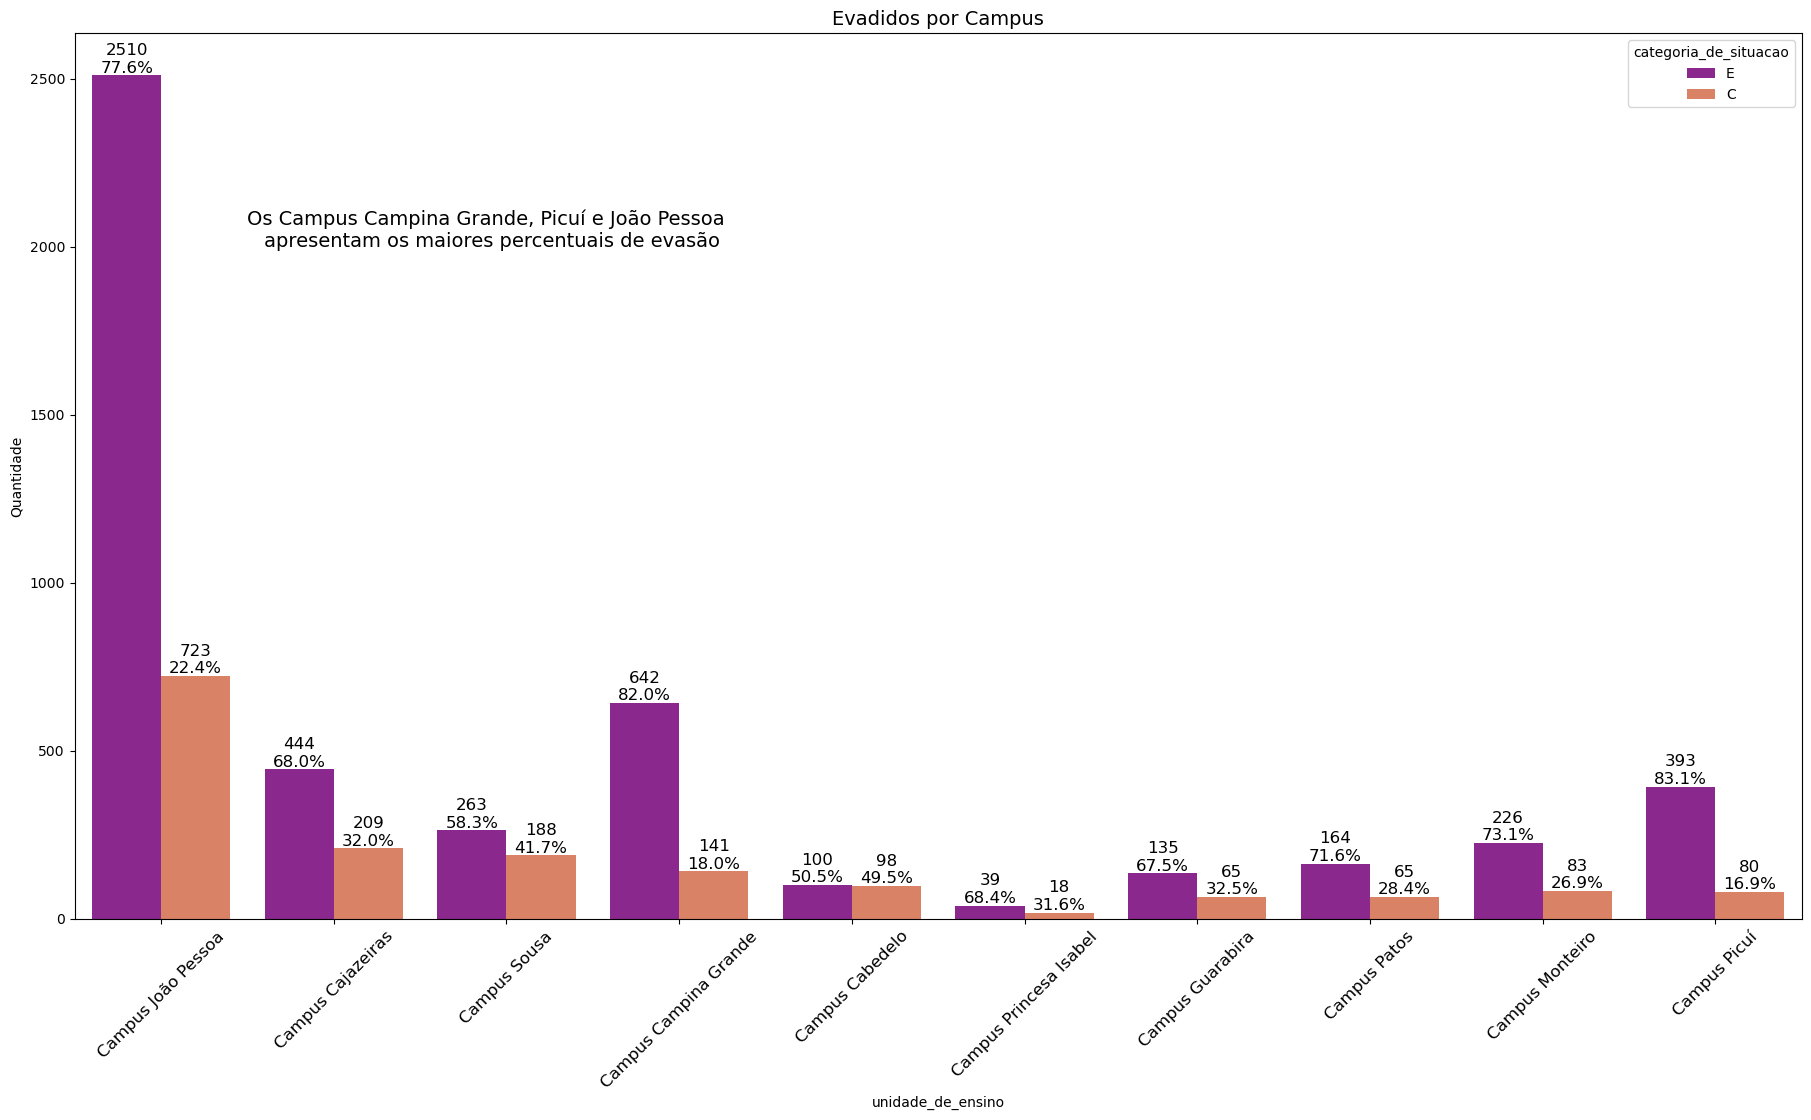 Evadidos por Campus
categoria_de_situacao
E
C
Os Campus Campina Grande, Picuí e João Pessoa
apresentam os maiores percentuais de evasão
Quantidade
2500
2000
1500
1000
500
0
2510
77.6%
723
22.4%
444
68.0%
209
32.0%
263
58.3%
188
41.7%
642
82.0%
141
18.0%
100
50.5%
98
49.5%
39
68.4%
18
31.6%
135
67.5%
65
32.5%
164
71.6%
65
28.4%
226
73.1%
83
26.9%
393
83.1%
80
16.9%
Campus João Pessoa
Campus Cajazeiras
Campus Sousa
Campus Campina Grande
Campus Cabedelo
Campus Princesa Isabel
Campus Guarabira
Campus Patos
Campus Monteiro
Campus Picuí
unidade_de_ensino